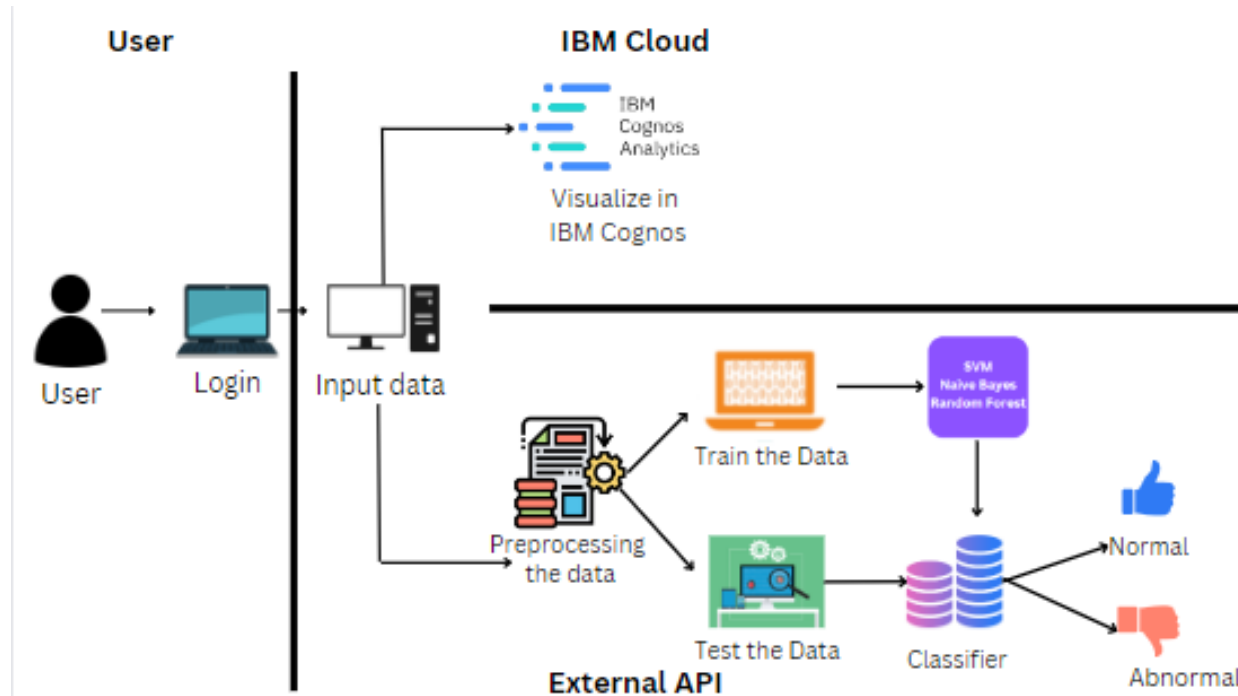 User
IBM Cloud
IBM
Cognos
Analytics
Visualize in
IBM Cognos
User
Login
Input data
SVM
Naive Bayes
Random Forest
Train the Data
Preprocessing
the data
Normal
Test the Data
Classifier
Abnormal
External API